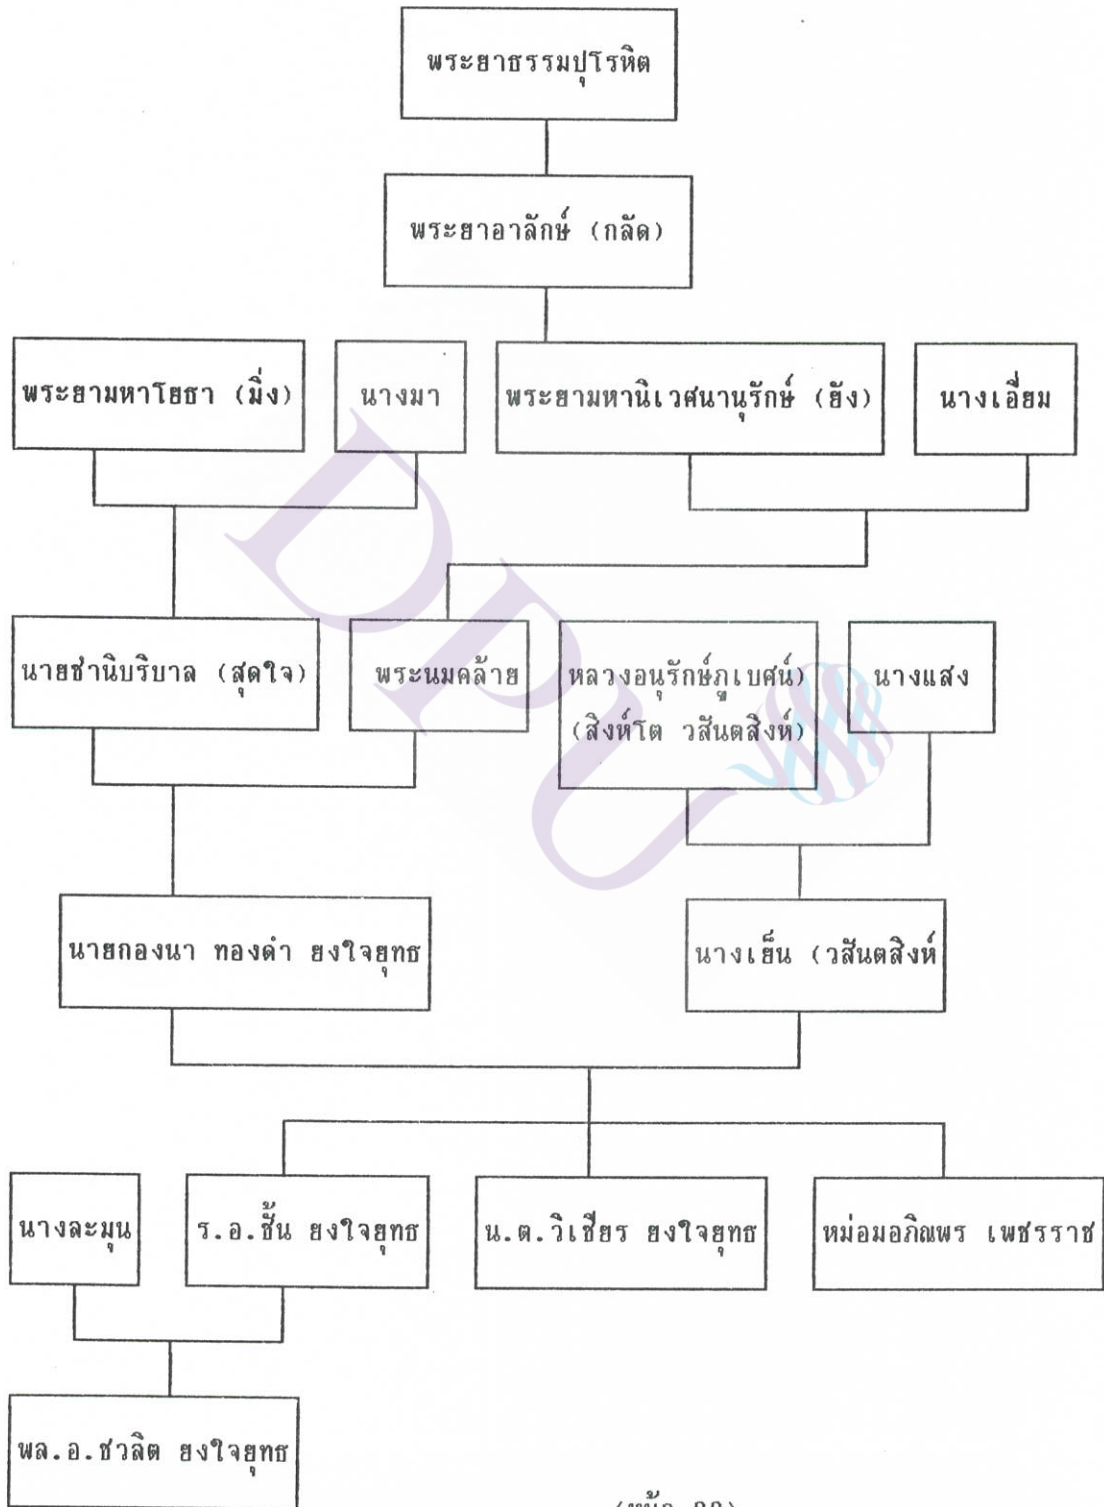 พระยาธรรมปุโรหิต
พระยาอาลักษ์ (กลัด)
พระยามหาโยธา (มิ่ง)
นางมา
พระยามหานิเวศนานุรักษ์ (ยัง)
นางเอี่ยม
นายชำนิบริบาล (สุดใจ)
พระนมคล้าย
หลวงอนุรักษ์ภูเบศน์)
(สิงห์โต วสันตสิงห์)
นางแสง
นายกองนา ทองดำ ยงใจยุทธ
นางเย็น (วสันตสิงห์
นางละมุน
ร.อ.ชั้น ยงใจยุทธ
น.ต.วิเชียร ยงใจยุทธ
หม่อมอภิณพร เพชรราช
พล.อ.ชวลิต ยงใจยุทธ
DPU